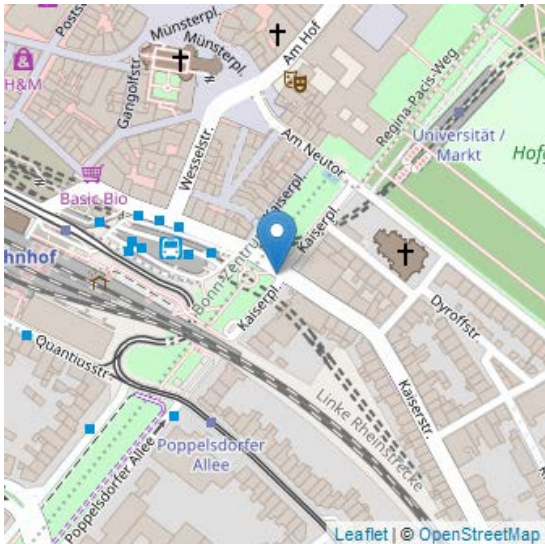 Münsterpl.
Poststr
Münsterpl.
Am Hof
H&M
Gangolfstr.
Regina-Pacis-Weg
Universität /
Markt
Hofg
Wesselstr.
Am Neutor
Basic Bio
Kaiserpl.
Kaiserpl.
hnhof
Bonn-Zentrum
Kaiserpl.
Dyroffstr.
Quantiusstr.
Linke Rheinstrecke
Kaiserstr.
Poppelsdorfer
Allee
Poppelsdorfer Allee
Leaflet | © OpenStreetMap